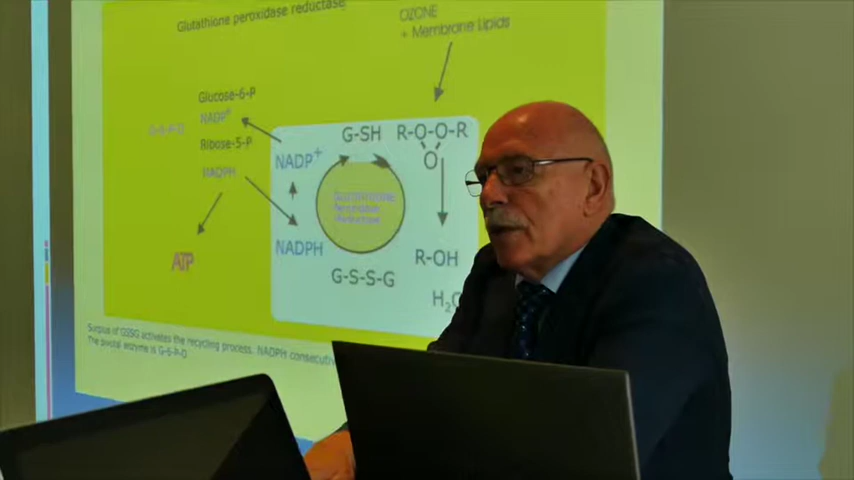 Glutathione peroxidase reductase
OZONE
+ Membrane Lipids
Glucose-6-P
NADP+
Ribose-5-P
NADPH
ATP
G-SH
R-O-O-R
O
NADP+
NADPH
R-OH
G-S-S-G
Surplus of GSSG activates the recycling process. NADPH
The pivotal enzyme is G-6-PD